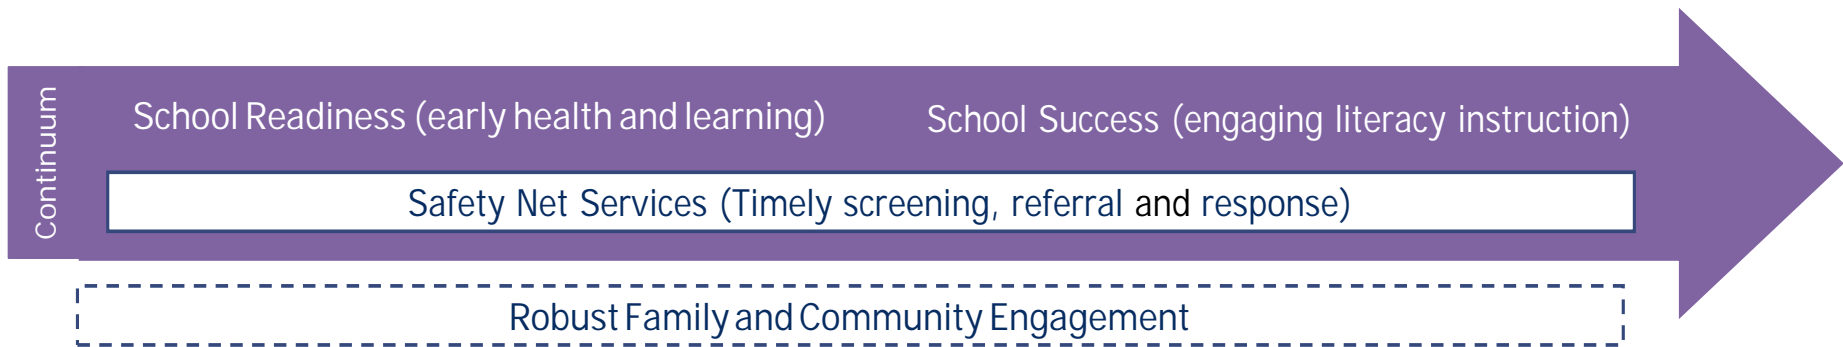 Continuum
School Readiness (early health and learning)
School Success (engaging literacy instruction)
Safety Net Services (Timely screening, referral and response)
Robust Family and Community Engagement